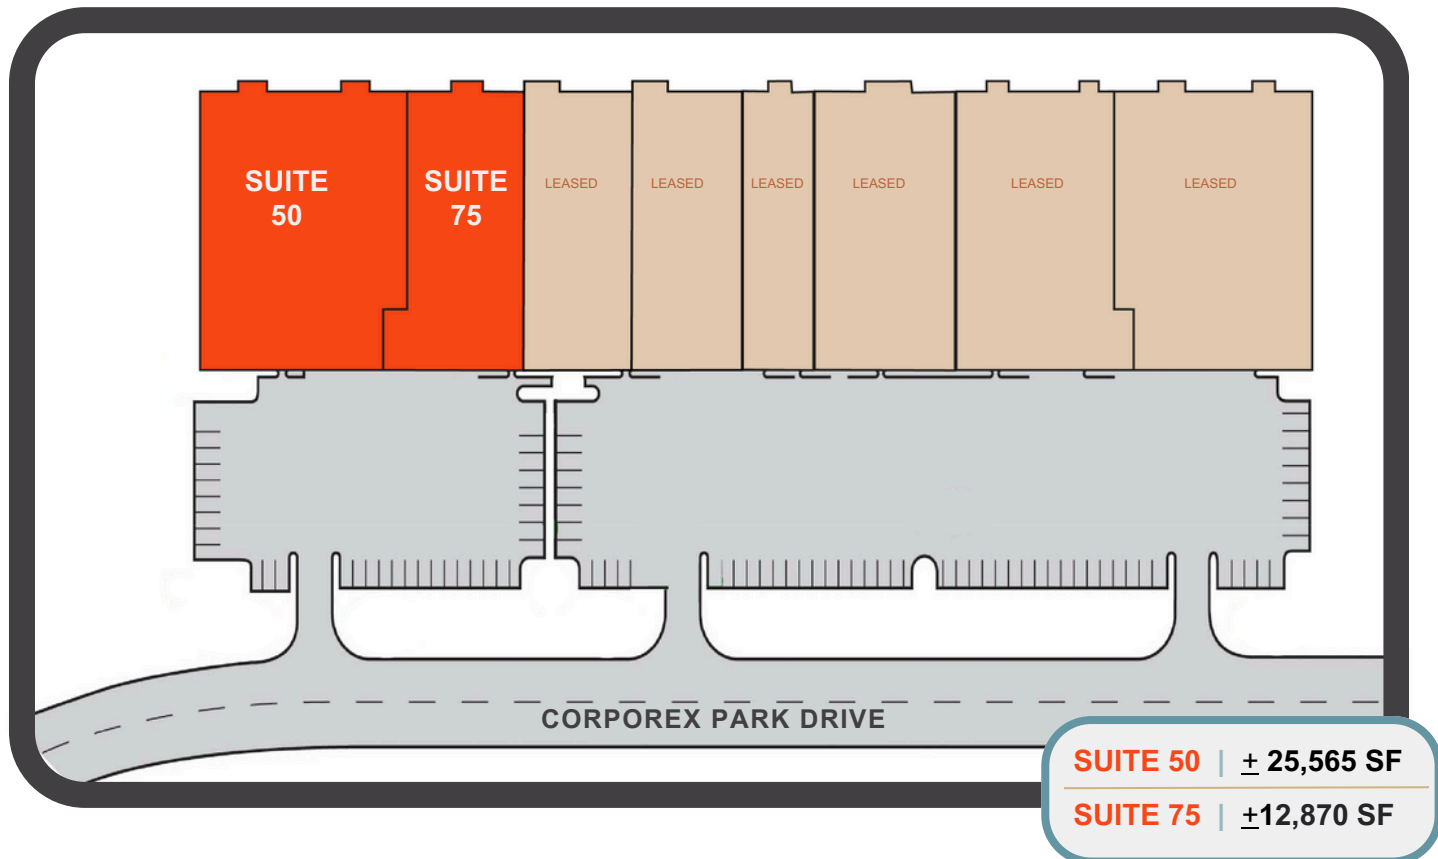 SUITE
50
SUITE
75
LEASED
LEASED
LEASED
LEASED
LEASED
LEASED
CORPOREX PARK DRIVE
SUITE 50 | ± 25,565 SF
SUITE 75 | ±12,870 SF